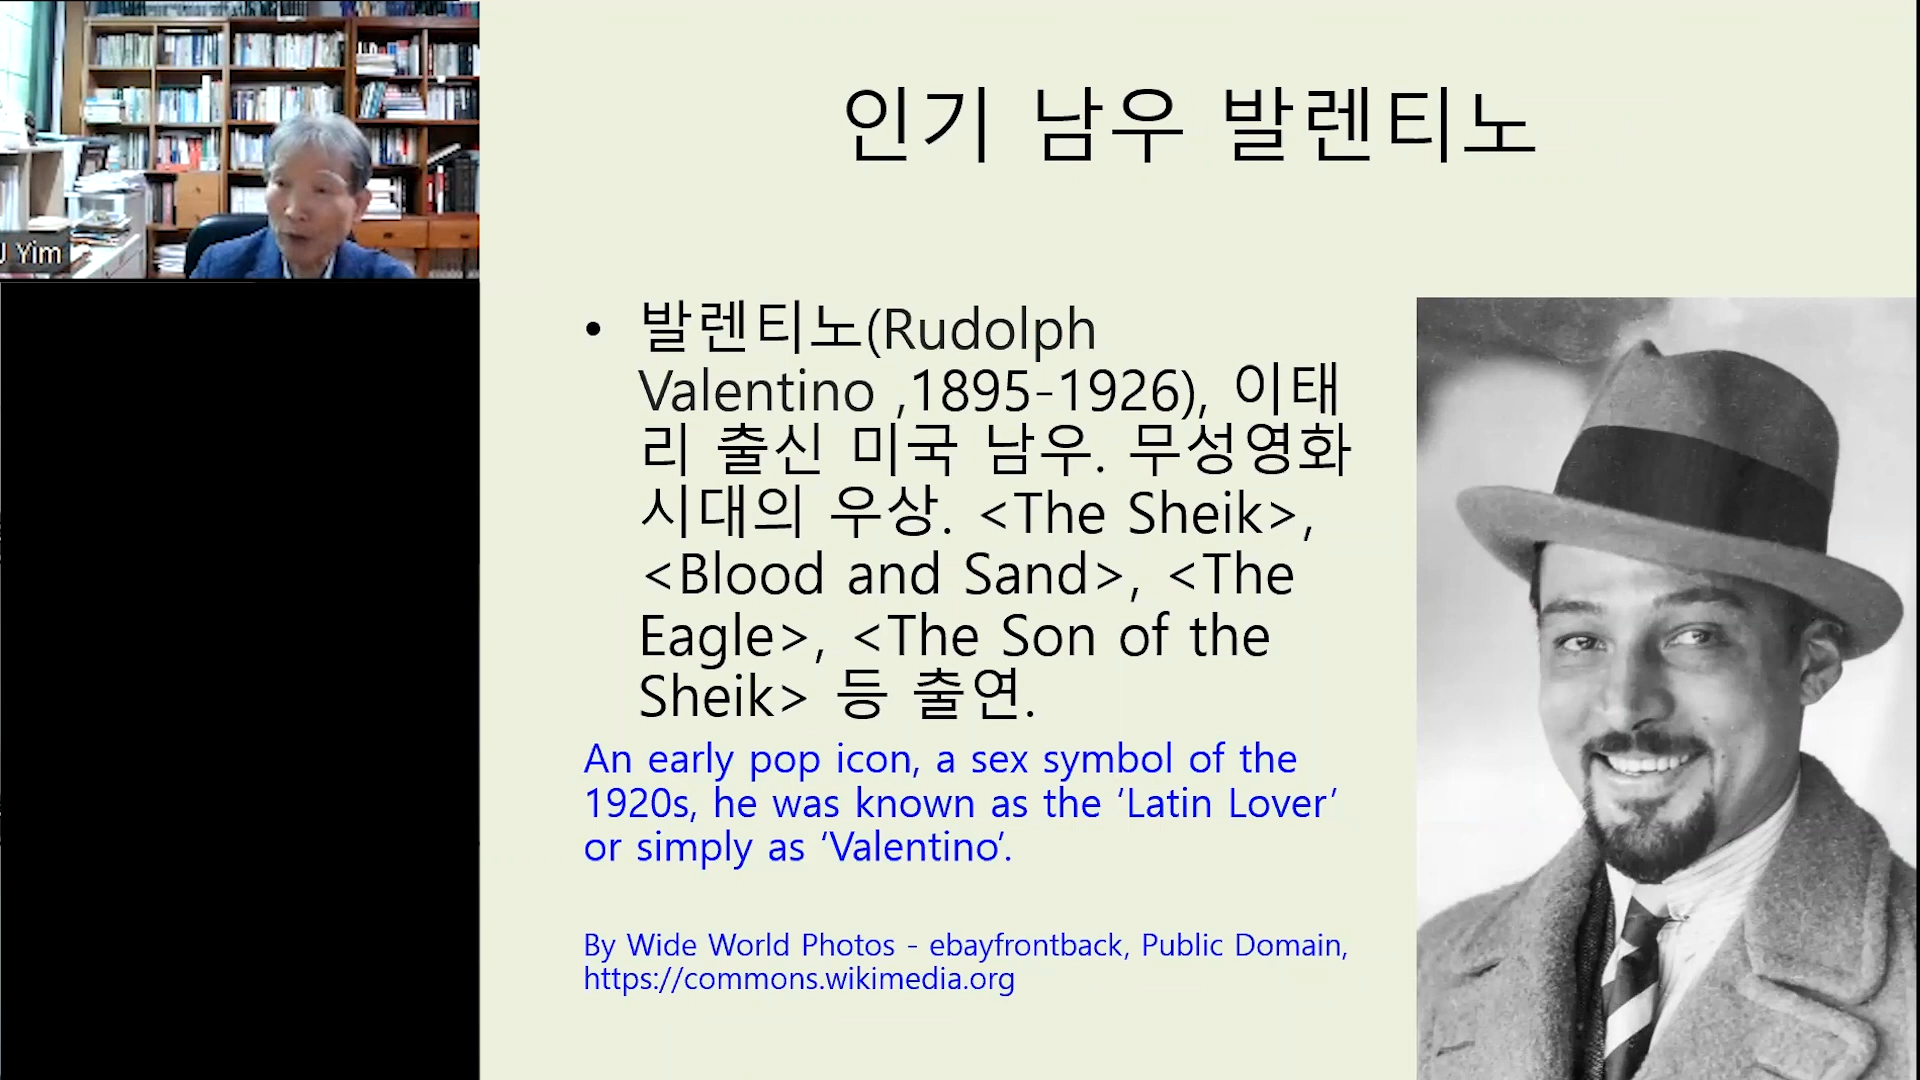 인기 남우 발렌티노
J Yim
• 발렌티노(Rudolph
Valentino ,1895-1926), 이태
리 출신 미국 남우. 무성영화
시대의 우상. <The Sheik>,
<Blood and Sand>, <The
Eagle>, <The Son of the
Sheik> 등 출연.
An early pop icon, a sex symbol of the
1920s, he was known as the ‘Latin Lover’
or simply as ‘Valentino’.
By Wide World Photos - ebayfrontback, Public Domain,
https://commons.wikimedia.org